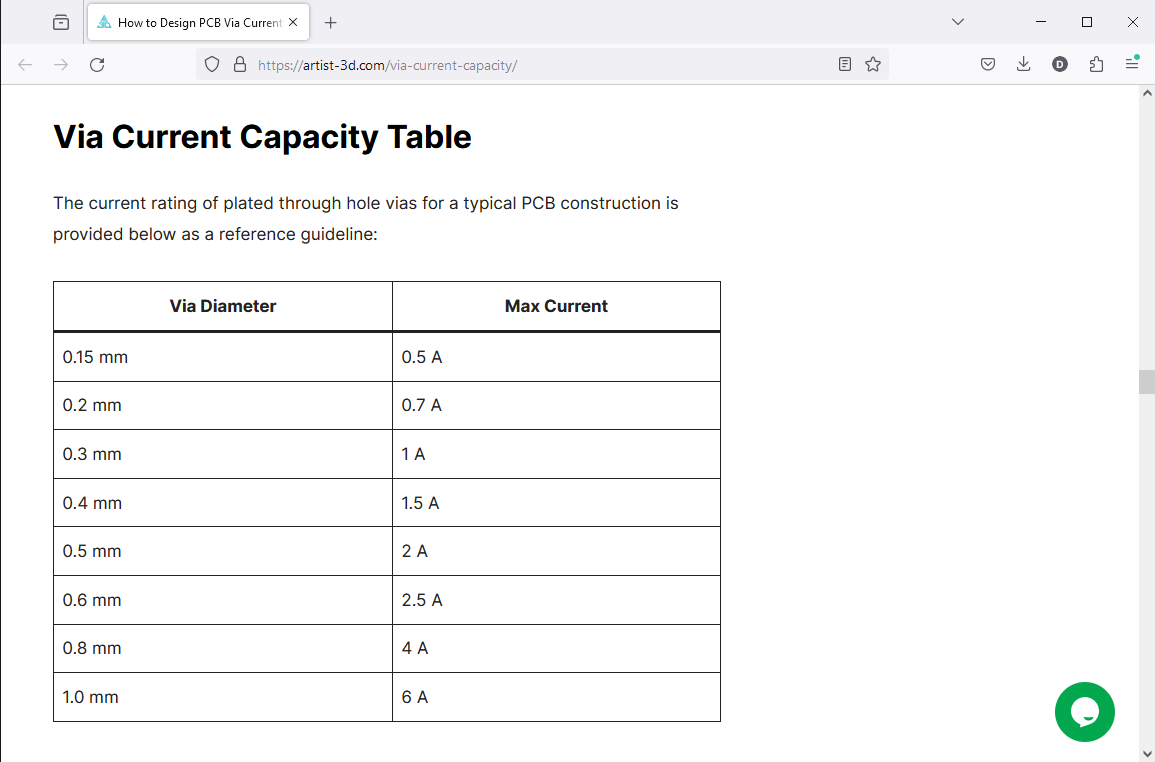 How to Design PCB Via Current
https://artist-3d.com/via-current-capacity/
D
Via Current Capacity Table
The current rating of plated through hole vias for a typical PCB construction is
provided below as a reference guideline:
Via Diameter Max Current
0.15 mm 0.5 A
0.2 mm 0.7 A
0.3 mm 1 A
0.4 mm 1.5 A
0.5 mm 2 A
0.6 mm 2.5 A
0.8 mm 4 A
1.0 mm 6 A